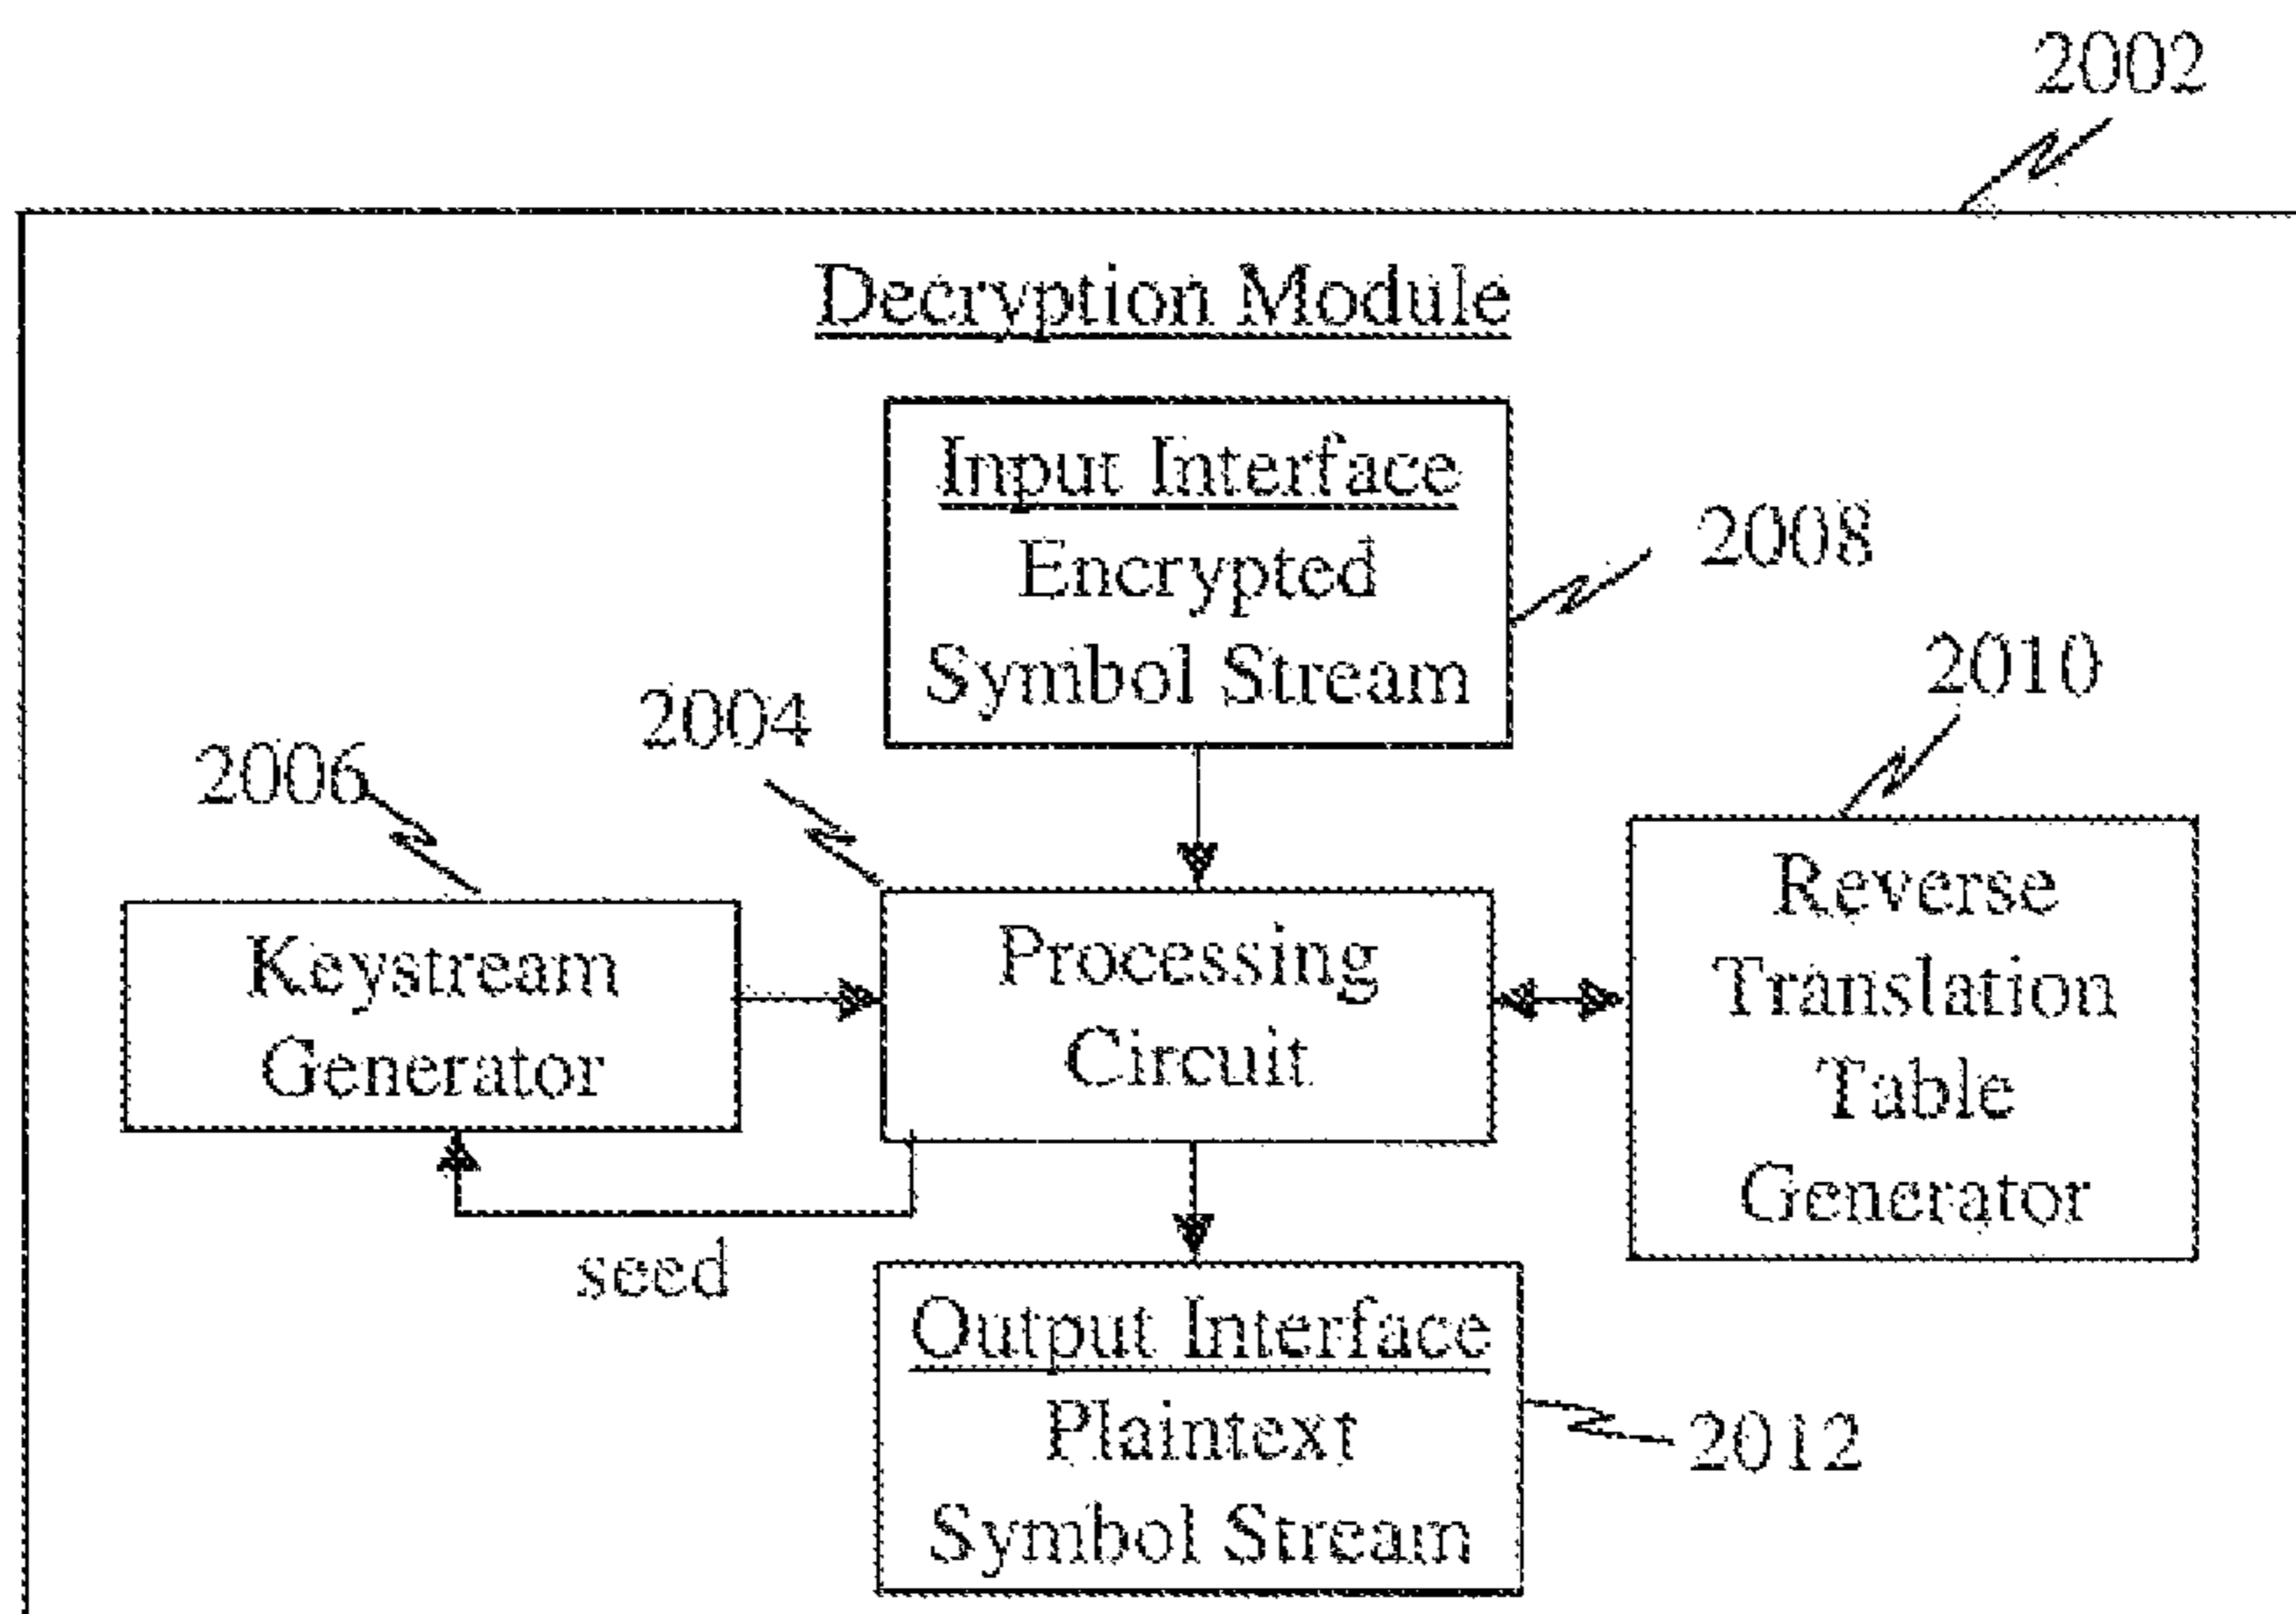 2002
Decryption Module
Input Interface
Encrypted
Symbol Stream
2008
2010
2004
2006
Keystream
Generator
Processing
Circuit
Reverse
Translation
Table
Generator
seed
Output Interface
Plaintext
Symbol Stream
2012